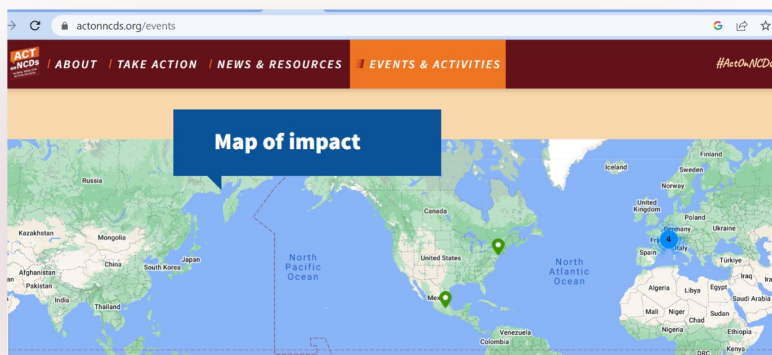 actonncds.org/events
ACT
onNCDs
/ ABOUT / TAKE ACTION / NEWS & RESOURCES EVENTS & ACTIVITIES
#ActOnNCDs
Map of impact
Finland
Iceland
Sweden
Russia
Norway
Canada
United
Kingdom
Poland
Kazakhstan
Germany
Ukraine
Mongolia
4
Italy
Spain
Japan
North
Pacific
Ocean
United States
North
Atlantic
Ocean
Türkiye
China
South Korea
Afghanistan
Iraq
Pakistan
Algeria
Libya
Egypt
India
Saudi Arabia
Thailand
Mali
Niger
Sudan
Chad
Venezuela
Nigeria
Ethiopia
Colombia
Kenya
DRC